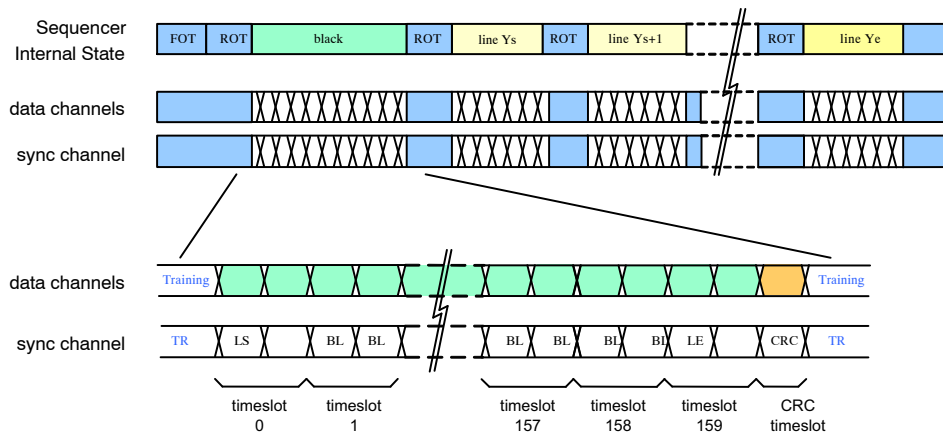 Sequencer
Internal State
FOT ROT black ROT line Ys ROT line Ys+1 ROT line Ye
data channels
sync channel
data channels Training Training
sync channel TR LS BL BL BL BL BL BL LE CRC TR
timeslot timeslot timeslot timeslot timeslot CRC
0 1 157 158 159 timeslot